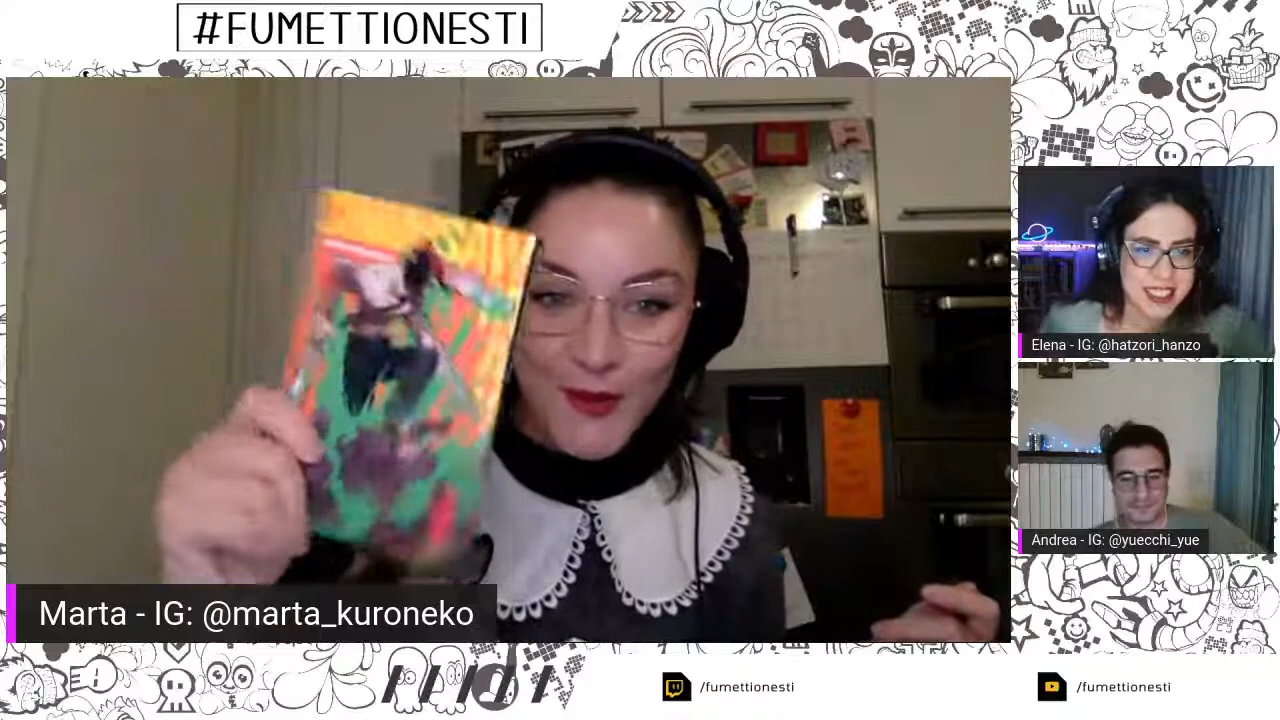 #FUMETTIONESTI
Elena - IG: @hatzori_hanzo
Andrea - IG: @yuecchi_yue
Marta - IG: @marta_kuroneko
/fumettionesti
/fumettionesti